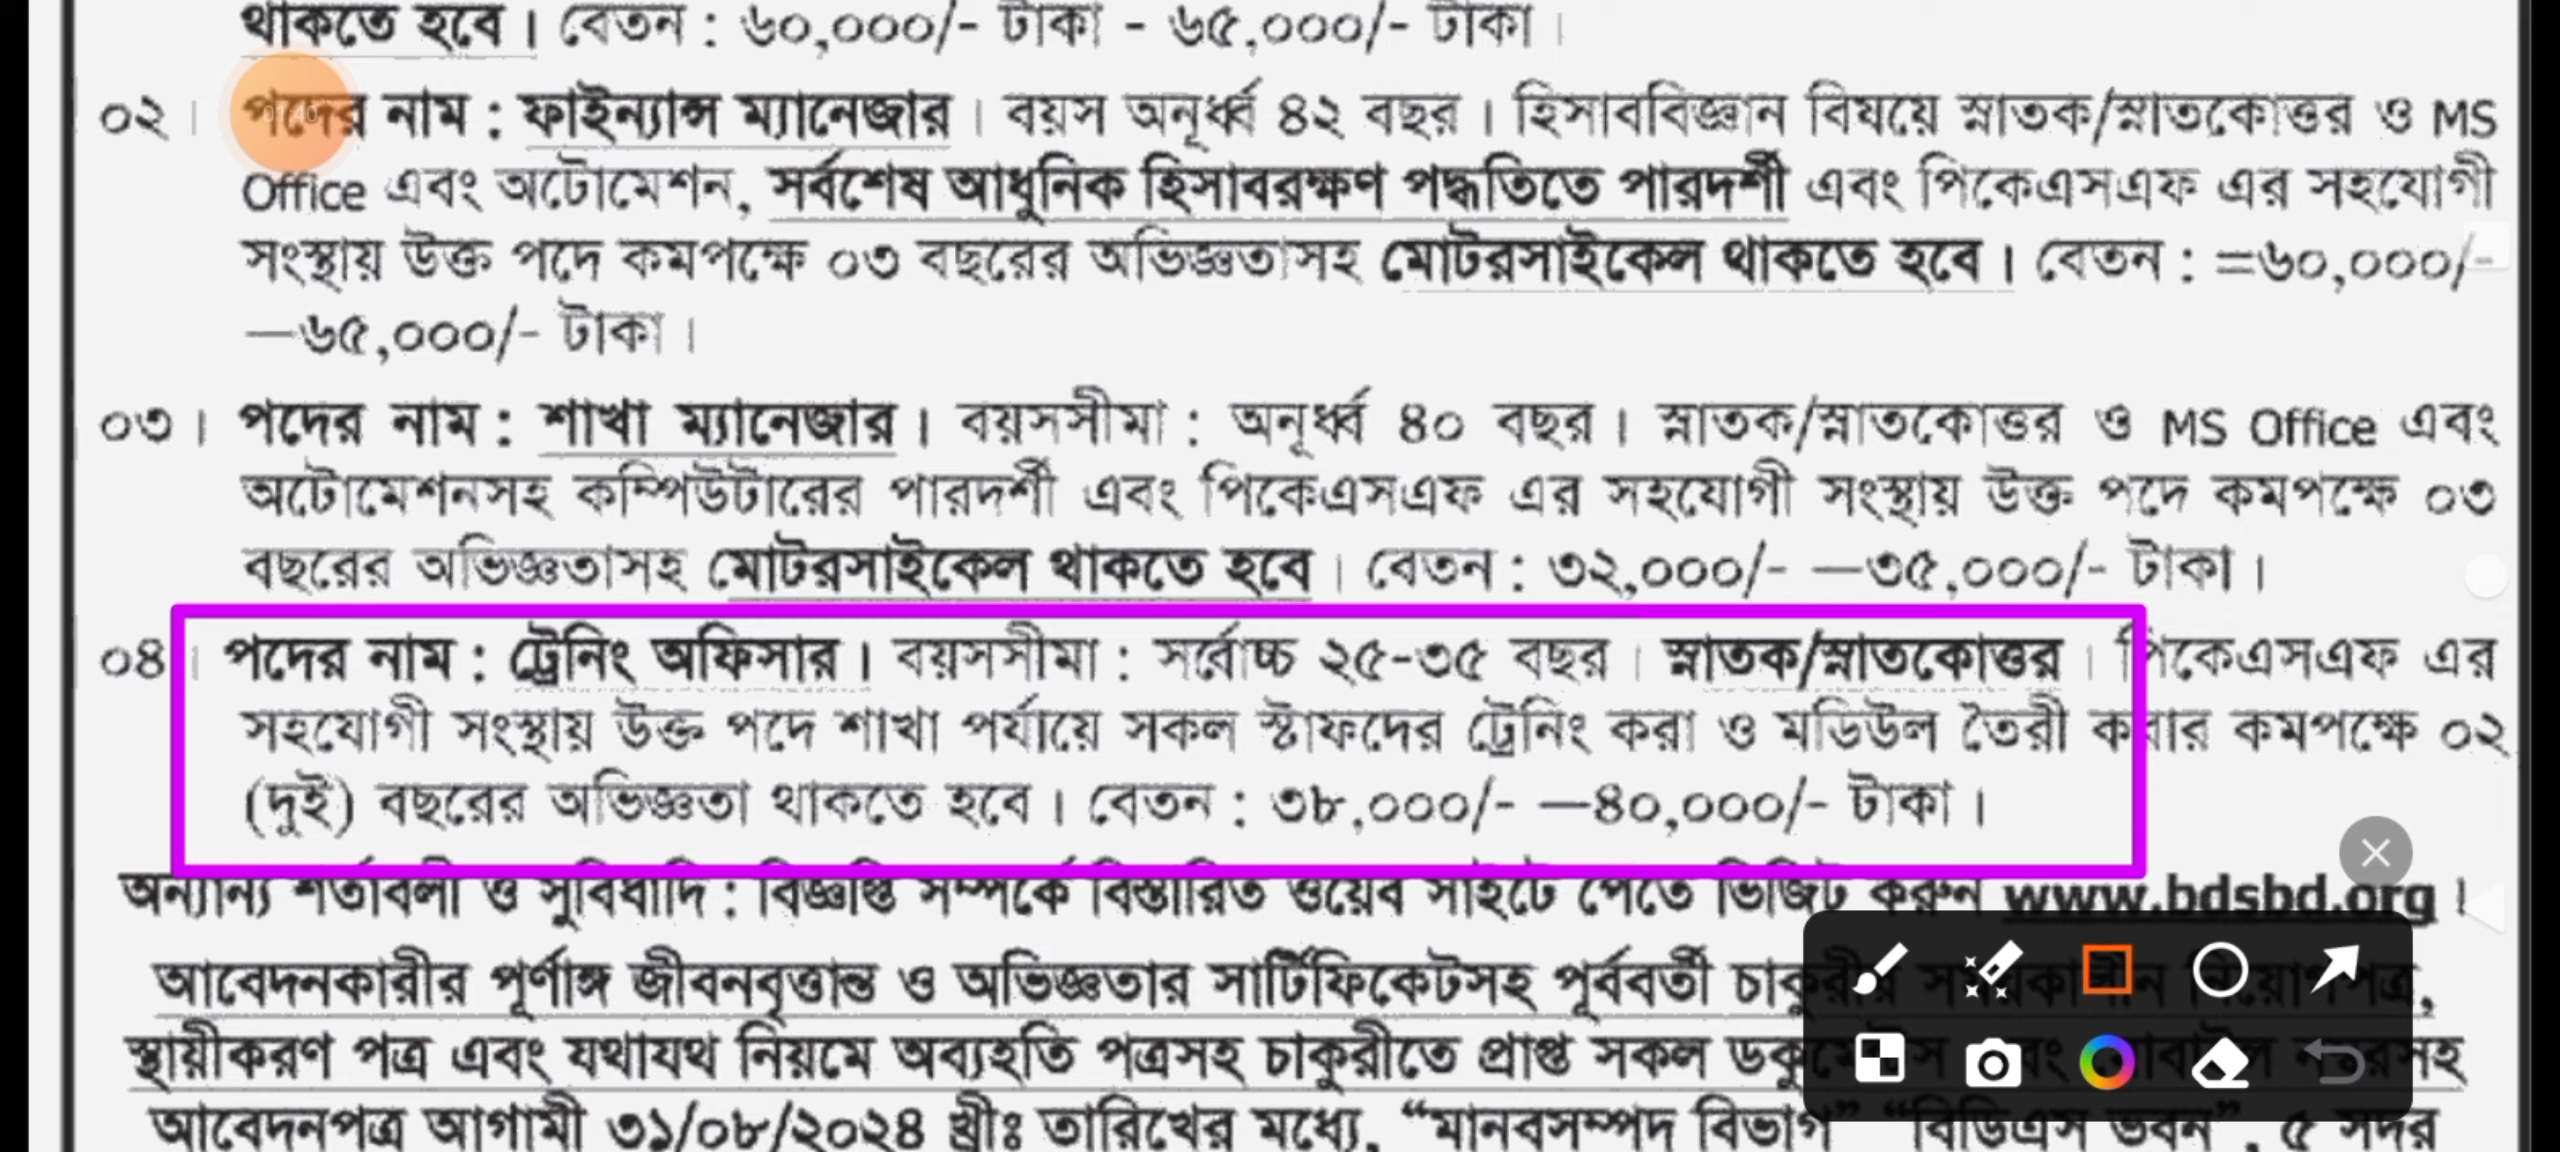 থাকতে হবে। বেতন : ৬০,০০০/- টাকা - ৬৫,০০০/- টাকা।
০২। পদের নাম : ফাইন্যান্স ম্যানেজার। বয়স অনূর্ধ্ব ৪২ বছর। হিসাববিজ্ঞান বিষয়ে স্নাতক/স্নাতকোত্তর ও MS
Office এবং অটোমেশন, সর্বশেষ আধুনিক হিসাবরক্ষণ পদ্ধতিতে পারদর্শী এবং পিকেএসএফ এর সহযোগী
সংস্থায় উক্ত পদে কমপক্ষে ০৩ বছরের অভিজ্ঞতাসহ মোটরসাইকেল থাকতে হবে। বেতন : =৬০,০০০/-
—৬৫,০০০/- টাকা।
০৩। পদের নাম : শাখা ম্যানেজার। বয়সসীমা : অনূর্ধ্ব ৪০ বছর। স্নাতক/স্নাতকোত্তর ও MS Office এবং
অটোমেশনসহ কম্পিউটারের পারদর্শী এবং পিকেএসএফ এর সহযোগী সংস্থায় উক্ত পদে কমপক্ষে ০৩
বছরের অভিজ্ঞতাসহ মোটরসাইকেল থাকতে হবে। বেতন : ৩২,০০০/- —৩৫,০০০/- টাকা।
০৪। পদের নাম : ট্রেনিং অফিসার। বয়সসীমা : সর্বোচ্চ ২৫-৩৫ বছর। স্নাতক/স্নাতকোত্তর। পিকেএসএফ এর
সহযোগী সংস্থায় উক্ত পদে শাখা পর্যায়ে সকল স্টাফদের ট্রেনিং করা ও মডিউল তৈরী করার কমপক্ষে ০২
(দুই) বছরের অভিজ্ঞতা থাকতে হবে। বেতন : ৩৮,০০০/- —৪০,০০০/- টাকা।
অন্যান্য শর্তাবলী ও সুবিধাদি : বিজ্ঞপ্তি সম্পর্কে বিস্তারিত ওয়েব সাইটে পেতে ভিজিট করুন www.bdsbd.org।
আবেদনকারীর পূর্ণাঙ্গ জীবনবৃত্তান্ত ও অভিজ্ঞতার সার্টিফিকেটসহ পূর্ববর্তী চাকুরীর নিয়োগপত্র,
স্থায়ীকরণ পত্র এবং যথাযথ নিয়মে অব্যহতি পত্রসহ চাকুরীতে প্রাপ্ত সকল
আবেদনপত্র আগামী ৩১/০৮/২০২৪ খ্রীঃ তারিখের মধ্যে, “মানবসম্পদ বিভাগ” “বিডিএস ভবন”, ৫ সদর